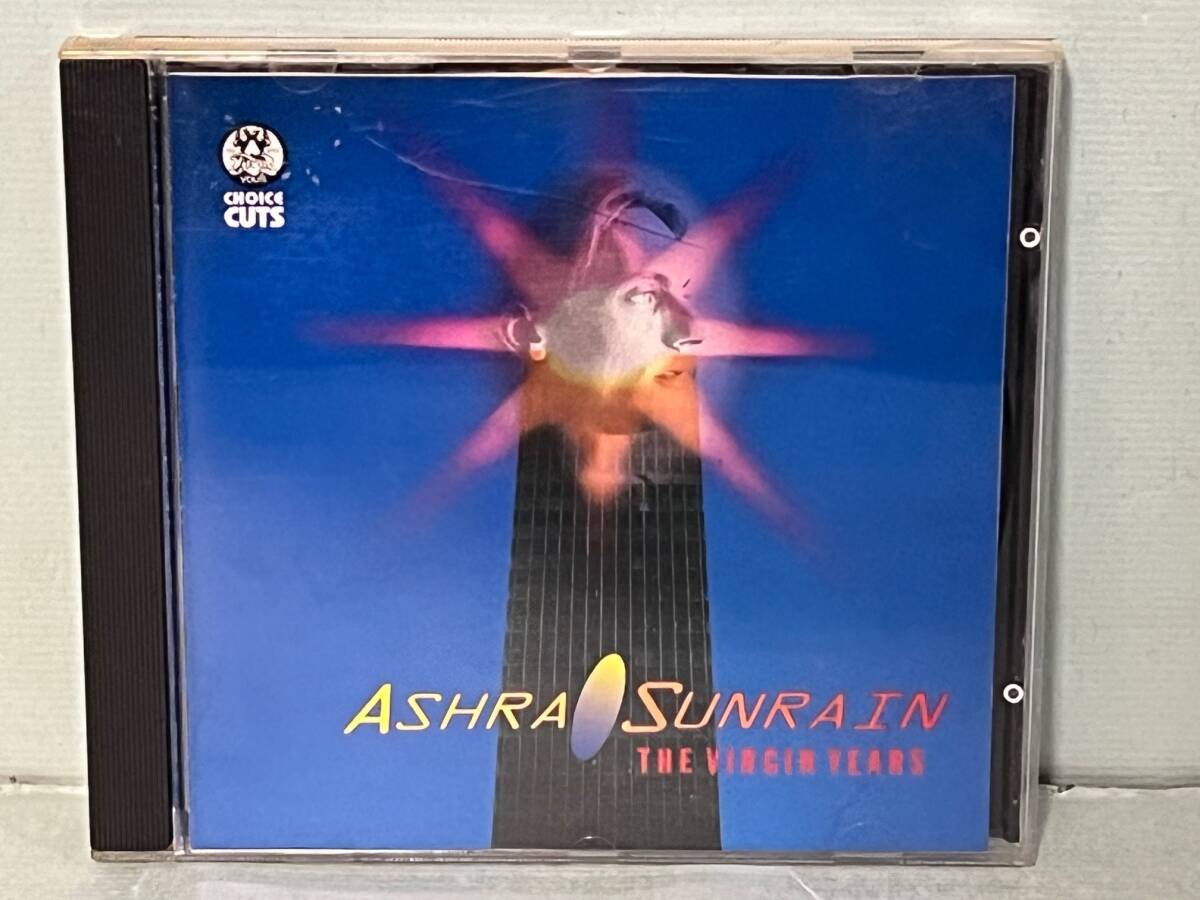 CHOICE
CUTS
ASHRA SUNRAIN
THE VIRGIN YEARS